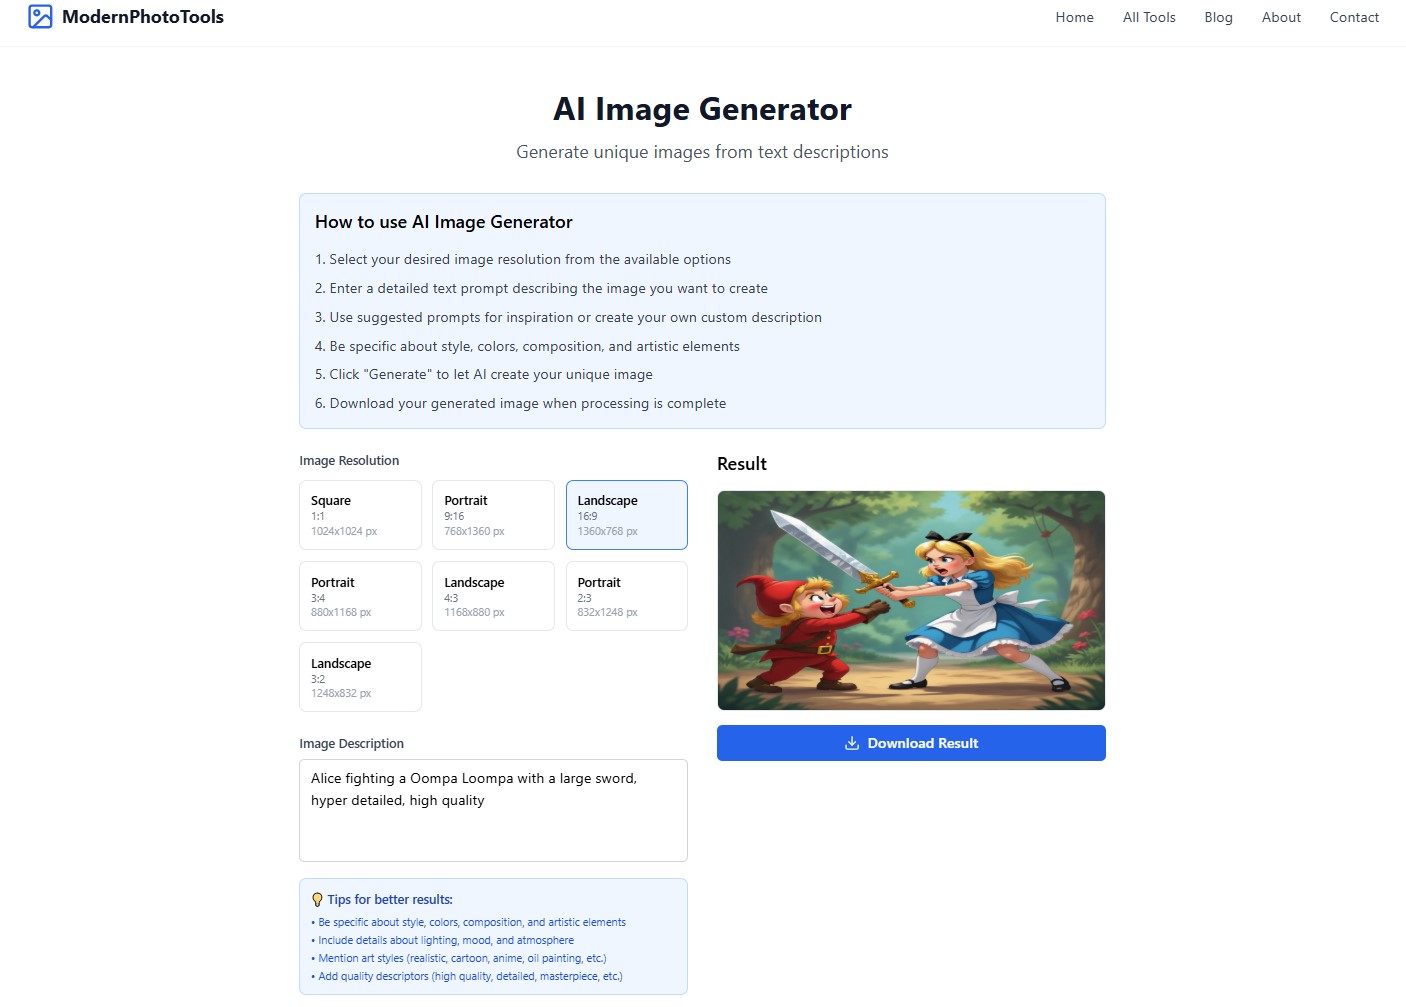 ModernPhotoTools
Home
All Tools
Blog
About
Contact
AI Image Generator
Generate unique images from text descriptions
How to use AI Image Generator
1. Select your desired image resolution from the available options
2. Enter a detailed text prompt describing the image you want to create
3. Use suggested prompts for inspiration or create your own custom description
4. Be specific about style, colors, composition, and artistic elements
5. Click "Generate" to let AI create your unique image
6. Download your generated image when processing is complete
Image Resolution
Square
1:1
1024x1024 px
Portrait
9:16
768x1360 px
Landscape
16:9
1360x768 px
Portrait
3:4
880x1168 px
Landscape
4:3
1168x880 px
Portrait
2:3
832x1248 px
Landscape
3:2
1248x832 px
Image Description
Alice fighting a Oompa Loompa with a large sword,
hyper detailed, high quality
💡 Tips for better results:
• Be specific about style, colors, composition, and artistic elements
• Include details about lighting, mood, and atmosphere
• Mention art styles (realistic, cartoon, anime, oil painting, etc.)
• Add quality descriptors (high quality, detailed, masterpiece, etc.)
Result
Download Result